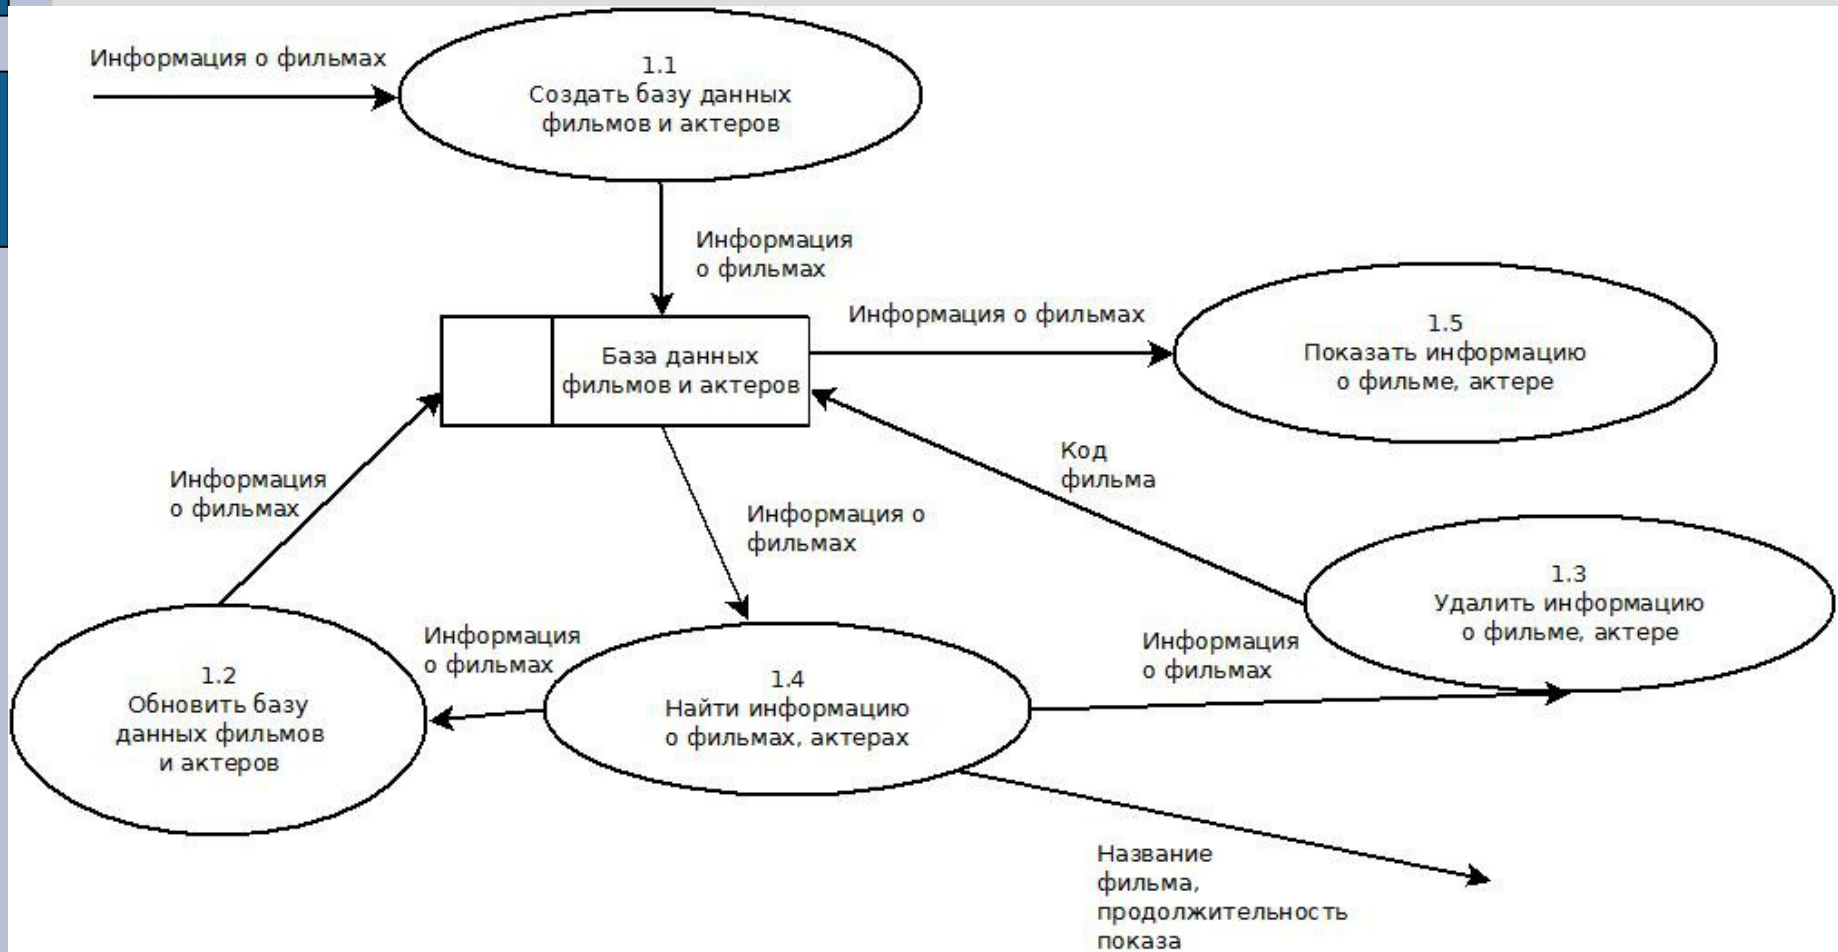 Информация о фильмах
1.1
Создать базу данных
фильмов и актеров
Информация
о фильмах
Информация о фильмах
1.5
Показать информацию
о фильме, актере
База данных
фильмов и актеров
Код
фильма
Информация
о фильмах
Информация о
фильмах
1.3
Удалить информацию
о фильме, актере
Информация
о фильмах
Информация
о фильмах
1.2
Обновить базу
данных фильмов
и актеров
1.4
Найти информацию
о фильмах, актерах
Название
фильма,
продолжительность
показа